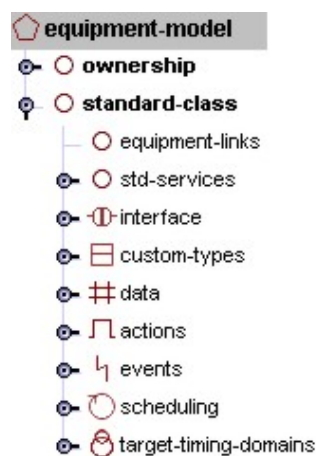 equipment-model
ownership
standard-class
equipment-links
std-services
interface
custom-types
data
actions
events
scheduling
target-timing-domains